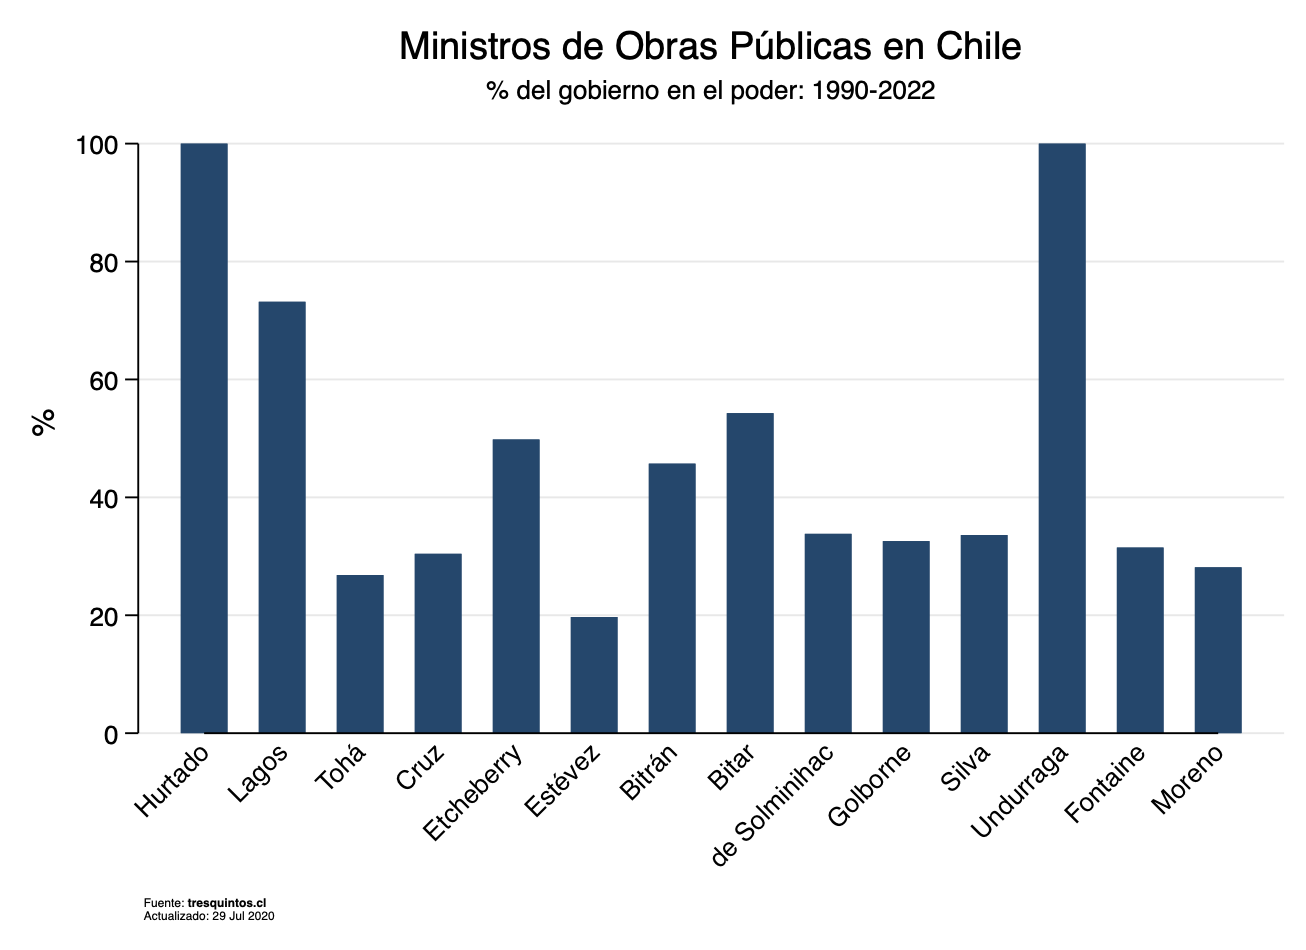 Ministros de Obras Públicas en Chile
% del gobierno en el poder: 1990-2022
100
80
60
40
20
0
%
Hurtado
Lagos
Tohá
Cruz
Etcheberry
Estévez
Bitrán
Bitar
de Solminihac
Golborne
Silva
Undurraga
Fontaine
Moreno
Fuente: tresquintos.cl
Actualizado: 29 Jul 2020